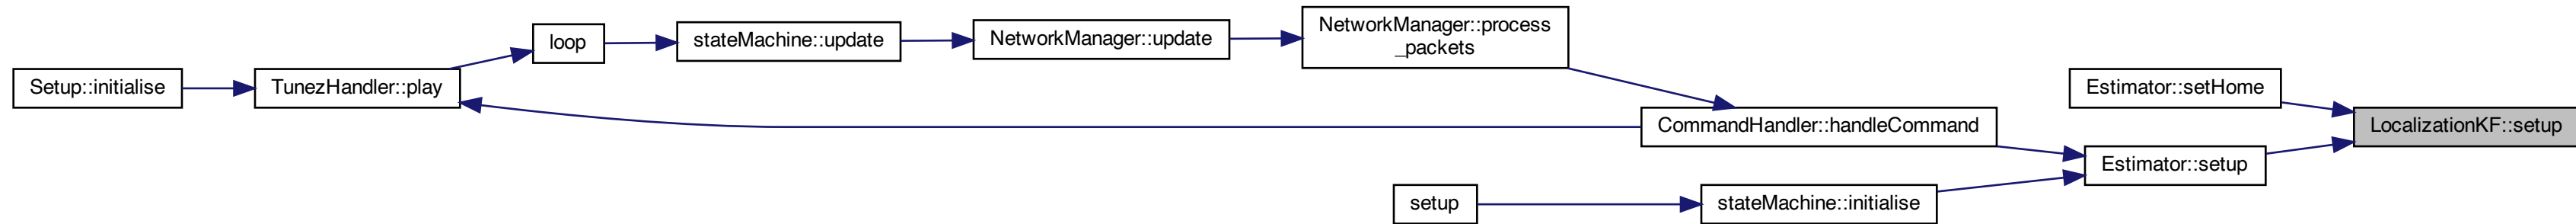 Setup::initialise
TunezHandler::play
loop
stateMachine::update
NetworkManager::update
NetworkManager::process
_packets
CommandHandler::handleCommand
setup
stateMachine::initialise
Estimator::setHome
Estimator::setup
LocalizationKF::setup